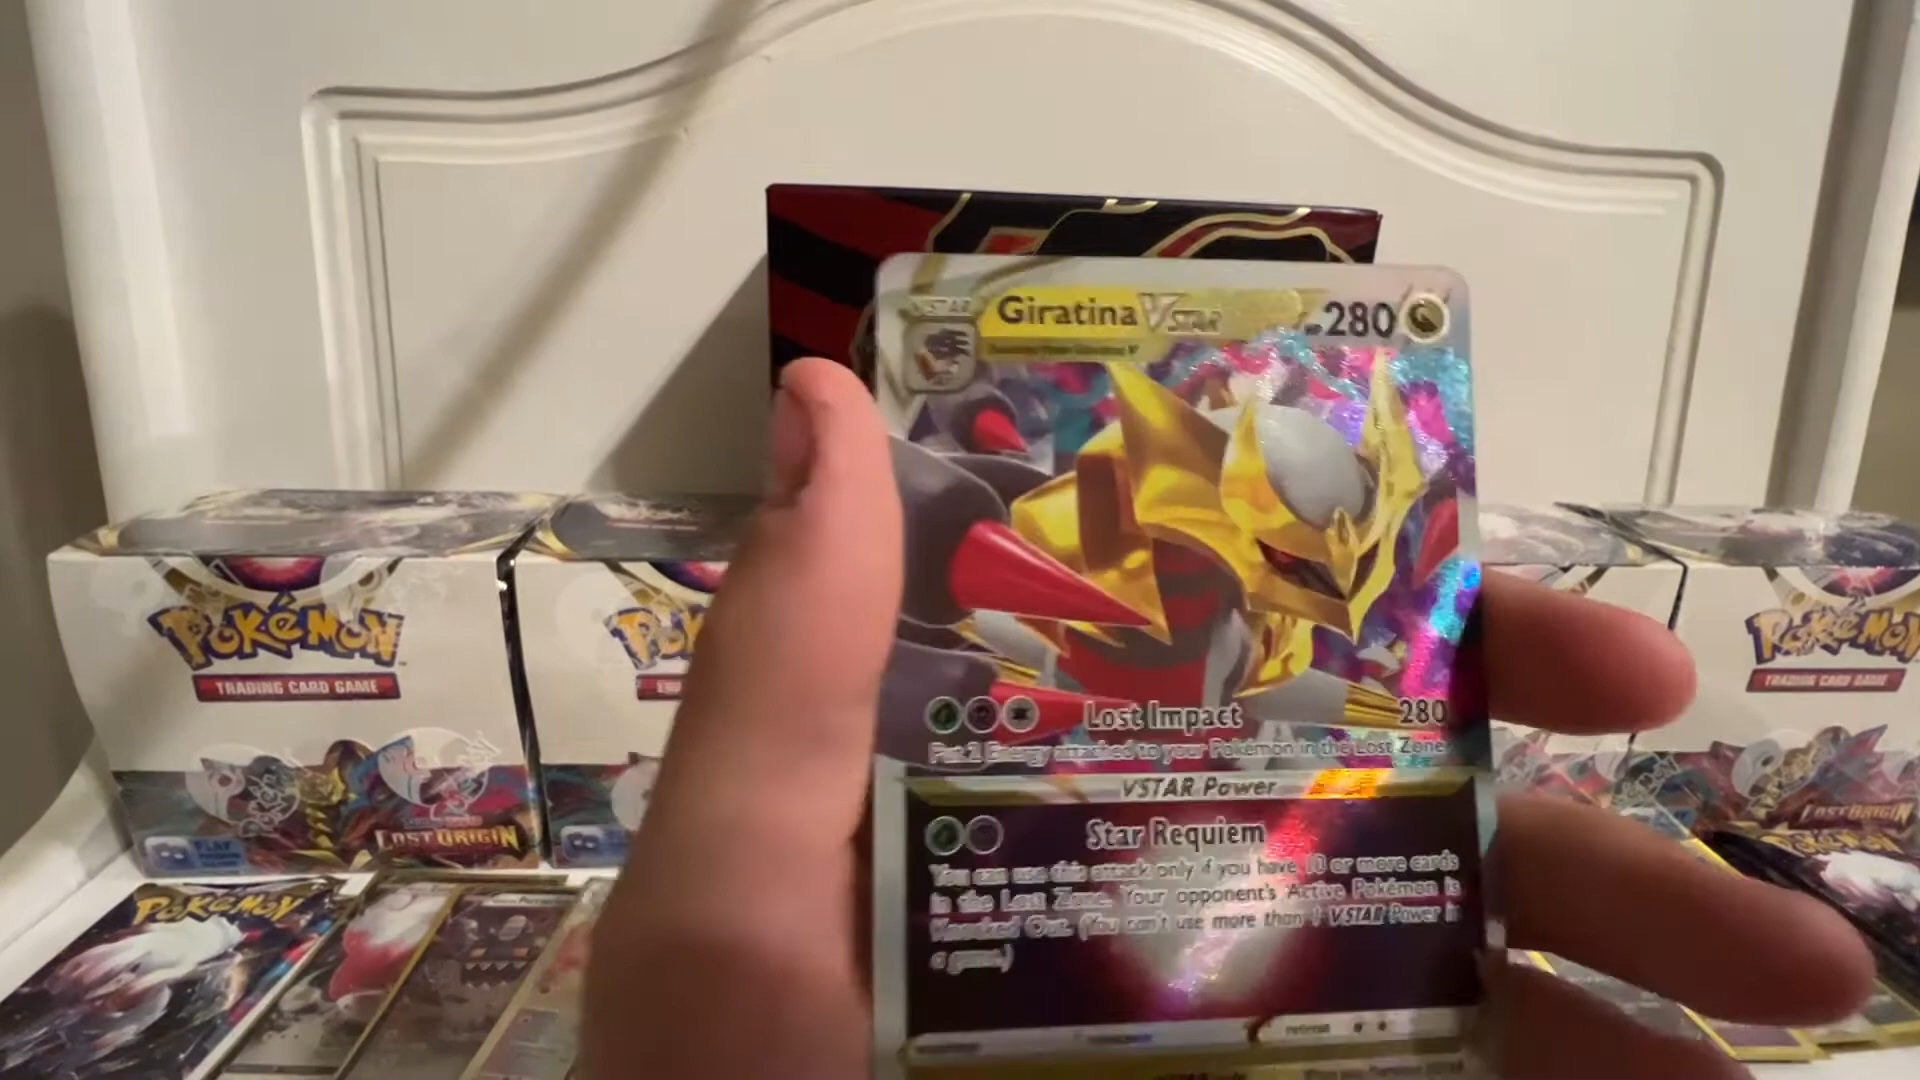 VSTAR
Giratina VSTAR
280
Lost Impact
280
Put 2 Energy attached to your Pokémon in the Lost Zone.
VSTAR Power
Star Requiem
You can use this attack only if you have 10 or more cards
in the Lost Zone. Your opponent's Active Pokémon is
Knocked Out. (You can't use more than 1 VSTAR Power in
a game.)
POKéMON
TRADING CARD GAME
PLAY
LOST ORIGIN
POKéMON
TRADING CARD GAME
LOST ORIGIN
POKéMON
POKéMON